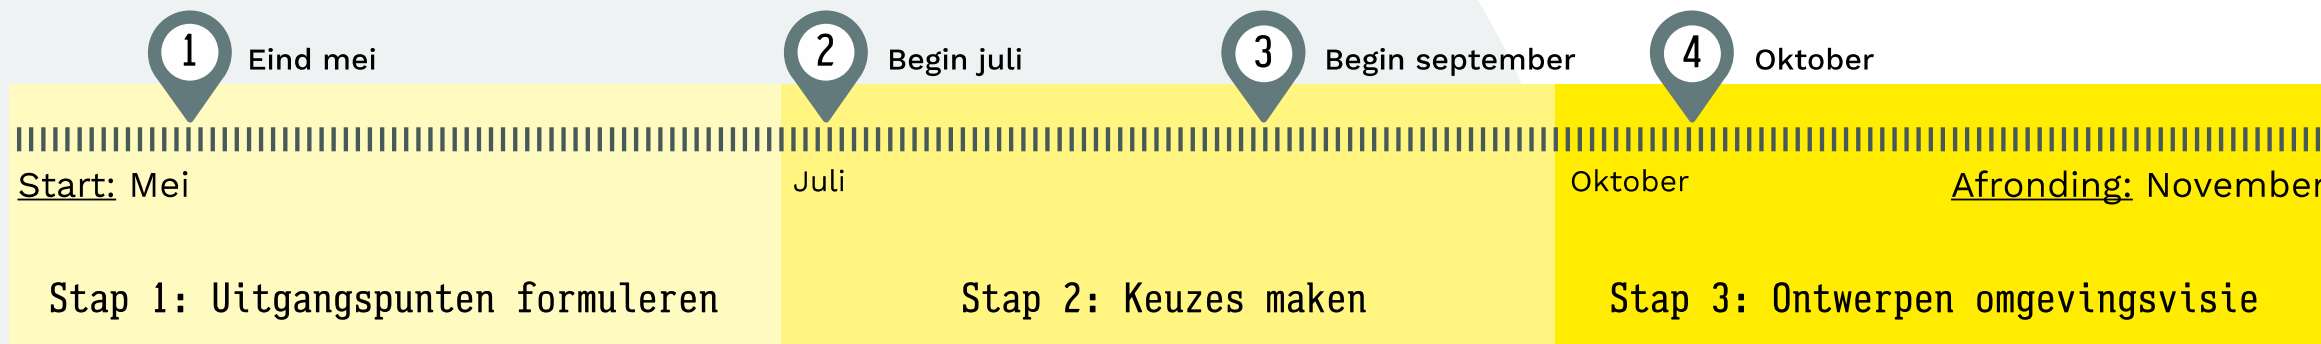 1 Eind mei
2 Begin juli
3 Begin september
4 Oktober
Start: Mei
Juli
Oktober
Afronding: November
Stap 1: Uitgangspunten formuleren
Stap 2: Keuzes maken
Stap 3: Ontwerpen omgevingsvisie